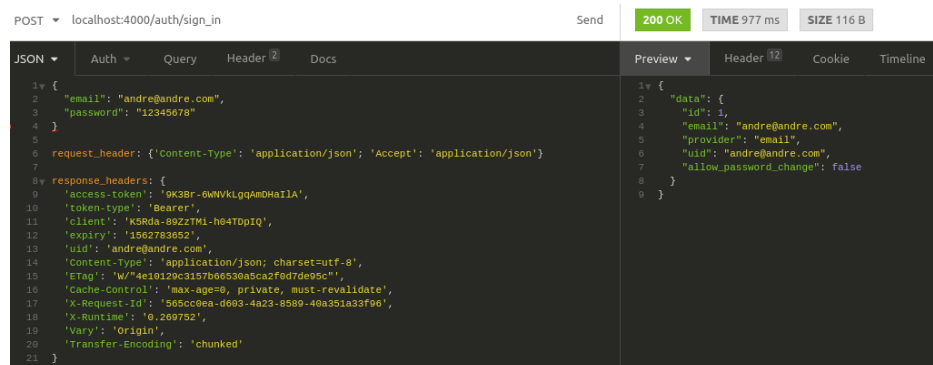 POST localhost:4000/auth/sign_in Send 200 OK TIME 977 ms SIZE 116 B
JSON Auth Query Header 2 Docs
1 {
2 "email": "andre@andre.com",
3 "password": "12345678"
4 }
5
6 request_header: {'Content-Type': 'application/json'; 'Accept': 'application/json'}
7
8 response_headers: {
9 'access-token': '9K3Br-6WNVkLgqAmDHaIlA',
10 'token-type': 'Bearer',
11 'client': 'K5Rda-89ZzTMi-h04TDpIQ',
12 'expiry': '1562783652',
13 'uid': 'andre@andre.com',
14 'Content-Type': 'application/json; charset=utf-8',
15 'ETag': 'W/"4e10129c3157b66530a5ca2f0d7de95c"',
16 'Cache-Control': 'max-age=0, private, must-revalidate',
17 'X-Request-Id': '565cc0ea-d603-4a23-8589-40a351a33f96',
18 'X-Runtime': '0.269752',
19 'Vary': 'Origin',
20 'Transfer-Encoding': 'chunked'
21 }
Preview Header 12 Cookie Timeline
1 {
2 "data": {
3 "id": 1,
4 "email": "andre@andre.com",
5 "provider": "email",
6 "uid": "andre@andre.com",
7 "allow_password_change": false
8 }
9 }